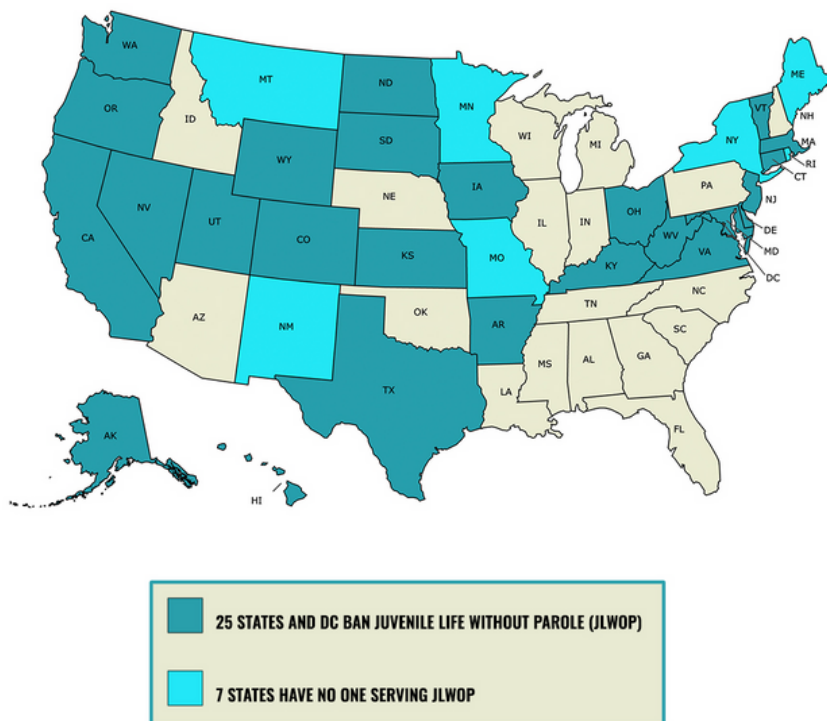 WA
ME
MT
ND
MN
VT
OR
NH
ID
WI
NY
MA
SD
MI
RI
WY
CT
IA
PA
NE
NJ
NV
OH
IL
IN
DE
UT
WV
CA
CO
VA
MD
KS
MO
KY
DC
NC
TN
AZ
OK
NM
AR
SC
MS
AL
GA
LA
TX
FL
AK
HI
25 STATES AND DC BAN JUVENILE LIFE WITHOUT PAROLE (JLWOP)
7 STATES HAVE NO ONE SERVING JLWOP